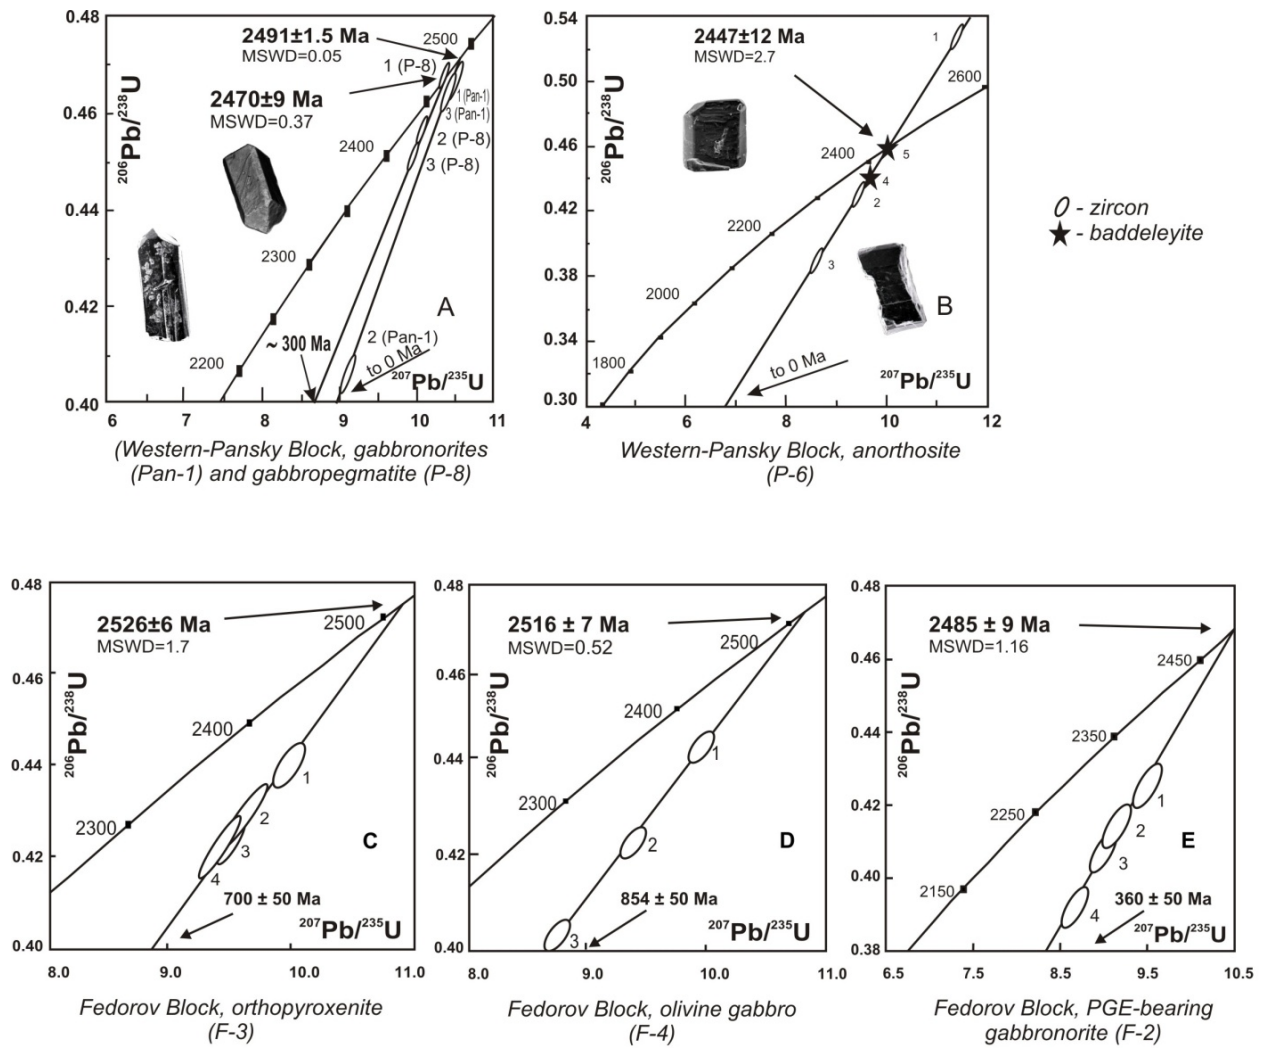 0.48
0.46
0.44
0.42
0.40
²⁰⁶Pb/²³⁸U
2491±1.5 Ma
MSWD=0.05
2500
1 (P-8)
2470±9 Ma
MSWD=0.37
1 (Pan-1)
3 (Pan-1)
2 (P-8)
3 (P-8)
2400
2300
2200
A
~ 300 Ma
2 (Pan-1)
to 0 Ma
²⁰⁷Pb/²³⁵U
6 7 8 9 10 11
(Western-Pansky Block, gabbronorites
(Pan-1) and gabbropegmatite (P-8)
0.54
0.50
0.46
0.42
0.38
0.34
0.30
²⁰⁶Pb/²³⁸U
2447±12 Ma
MSWD=2.7
1
2600
2400
5
4
2
2200
3
2000
1800
B
to 0 Ma
²⁰⁷Pb/²³⁵U
4 6 8 10 12
Western-Pansky Block, anorthosite
(P-6)
- zircon
- baddeleyite
0.48
0.46
0.44
0.42
0.40
²⁰⁶Pb/²³⁸U
2526±6 Ma
MSWD=1.7
2500
2400
2300
1
2
3
4
C
700 ± 50 Ma
²⁰⁷Pb/²³⁵U
8.0 9.0 10.0 11.0
Fedorov Block, orthopyroxenite
(F-3)
0.48
0.46
0.44
0.42
0.40
²⁰⁶Pb/²³⁸U
2516 ± 7 Ma
MSWD=0.52
2500
2400
2300
1
2
3
D
854 ± 50 Ma
²⁰⁷Pb/²³⁵U
8.0 9.0 10.0 11.0
Fedorov Block, olivine gabbro
(F-4)
0.48
0.46
0.44
0.42
0.40
0.38
²⁰⁶Pb/²³⁸U
2485 ± 9 Ma
MSWD=1.16
2450
2350
2250
2150
1
2
3
4
E
360 ± 50 Ma
²⁰⁷Pb/²³⁵U
6.5 7.5 8.5 9.5 10.5
Fedorov Block, PGE-bearing
gabbronorite (F-2)